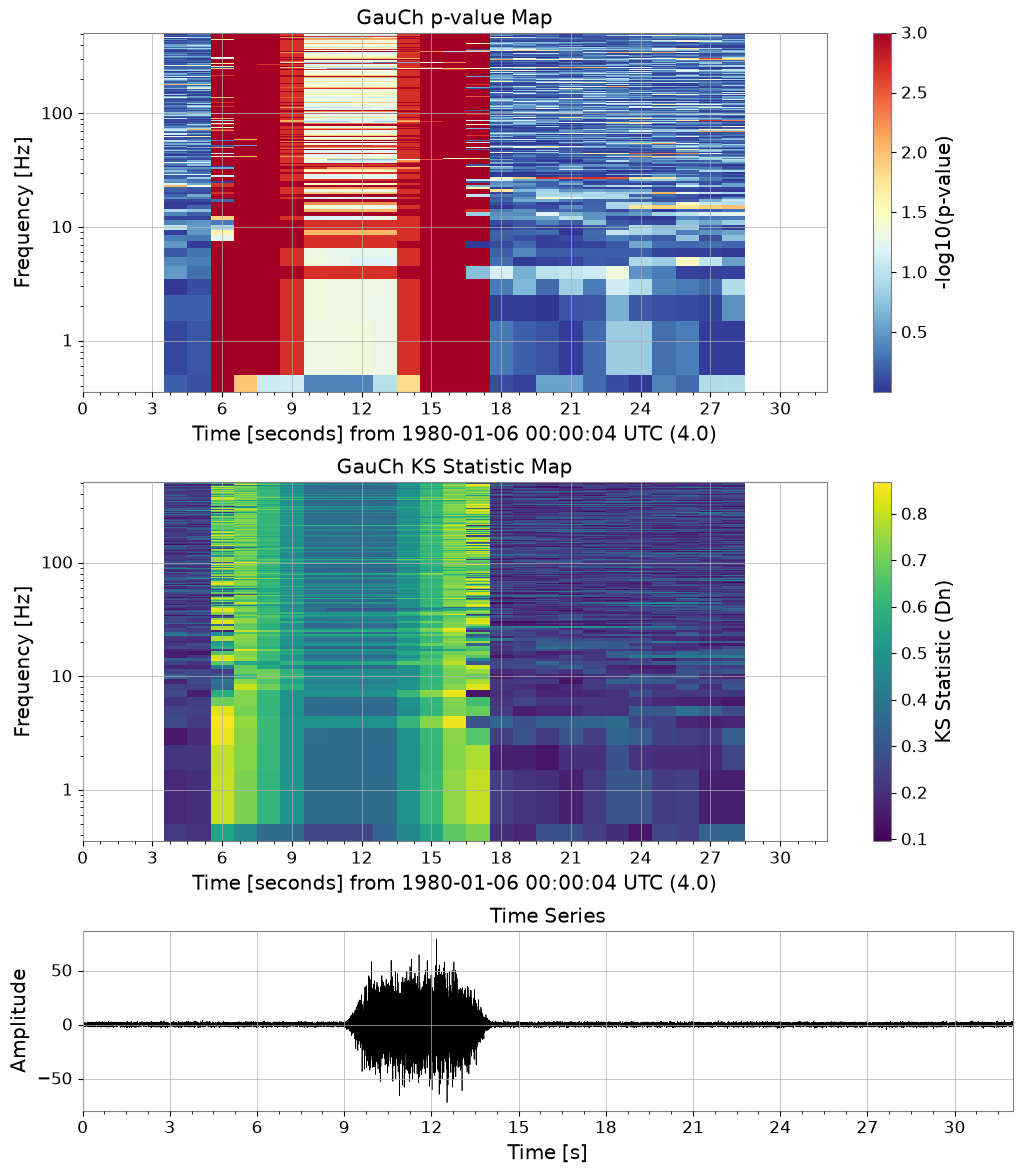 GauCh p-value Map
Frequency [Hz]
100
10
1
0 3 6 9 12 15 18 21 24 27 30
Time [seconds] from 1980-01-06 00:00:04 UTC (4.0)
3.0
2.5
2.0
1.5
1.0
0.5
-log10(p-value)
GauCh KS Statistic Map
Frequency [Hz]
100
10
1
0 3 6 9 12 15 18 21 24 27 30
Time [seconds] from 1980-01-06 00:00:04 UTC (4.0)
0.8
0.7
0.6
0.5
0.4
0.3
0.2
0.1
KS Statistic (Dn)
Time Series
Amplitude
50
0
−50
0 3 6 9 12 15 18 21 24 27 30
Time [s]